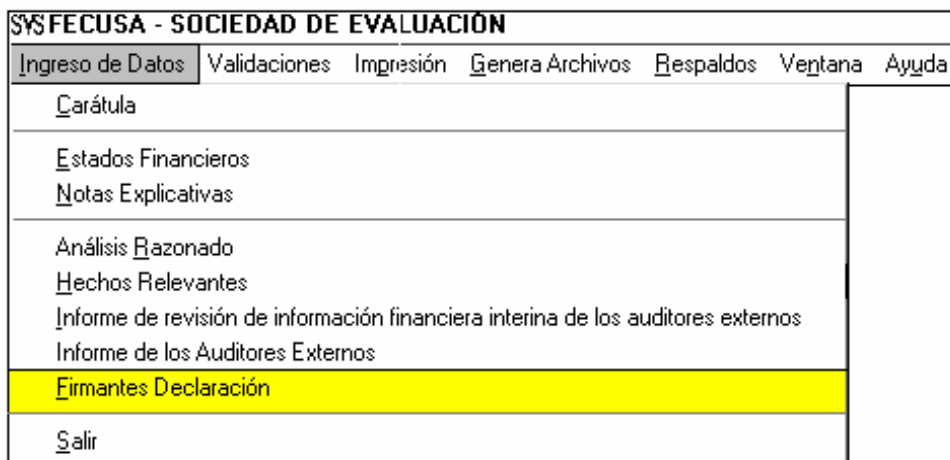 SYS FECUSA - SOCIEDAD DE EVALUACIÓN
Ingreso de Datos Validaciones Impresión Genera Archivos Respaldos Ventana Ayuda
Carátula
Estados Financieros
Notas Explicativas
Análisis Razonado
Hechos Relevantes
Informe de revisión de información financiera interina de los auditores externos
Informe de los Auditores Externos
Firmantes Declaración
Salir